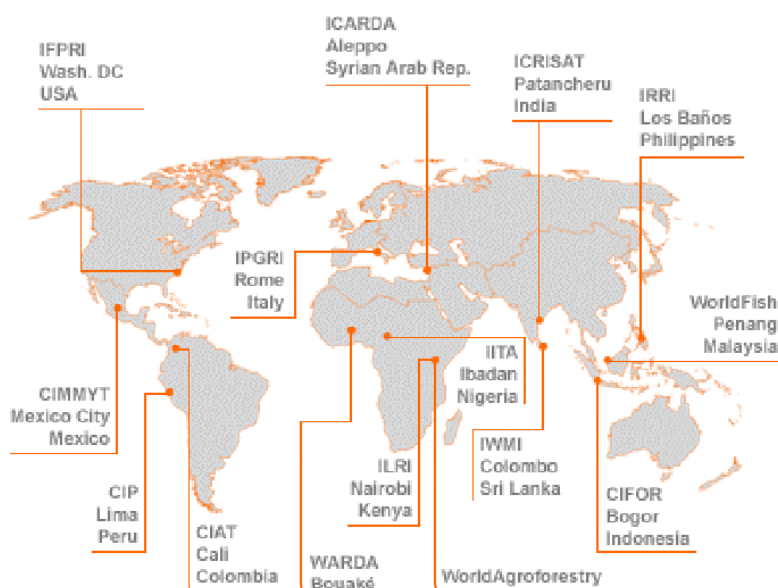 IFPRI
Wash. DC
USA
ICARDA
Aleppo
Syrian Arab Rep.
ICRISAT
Patancheru
India
IRRI
Los Baños
Philippines
IPGRI
Rome
Italy
WorldFish
Penang
Malaysia
CIMMYT
Mexico City
Mexico
IITA
Ibadan
Nigeria
ILRI
Nairobi
Kenya
IWMI
Colombo
Sri Lanka
CIP
Lima
Peru
CIFOR
Bogor
Indonesia
CIAT
Cali
Colombia
WARDA
Bouaké
WorldAgroforestry